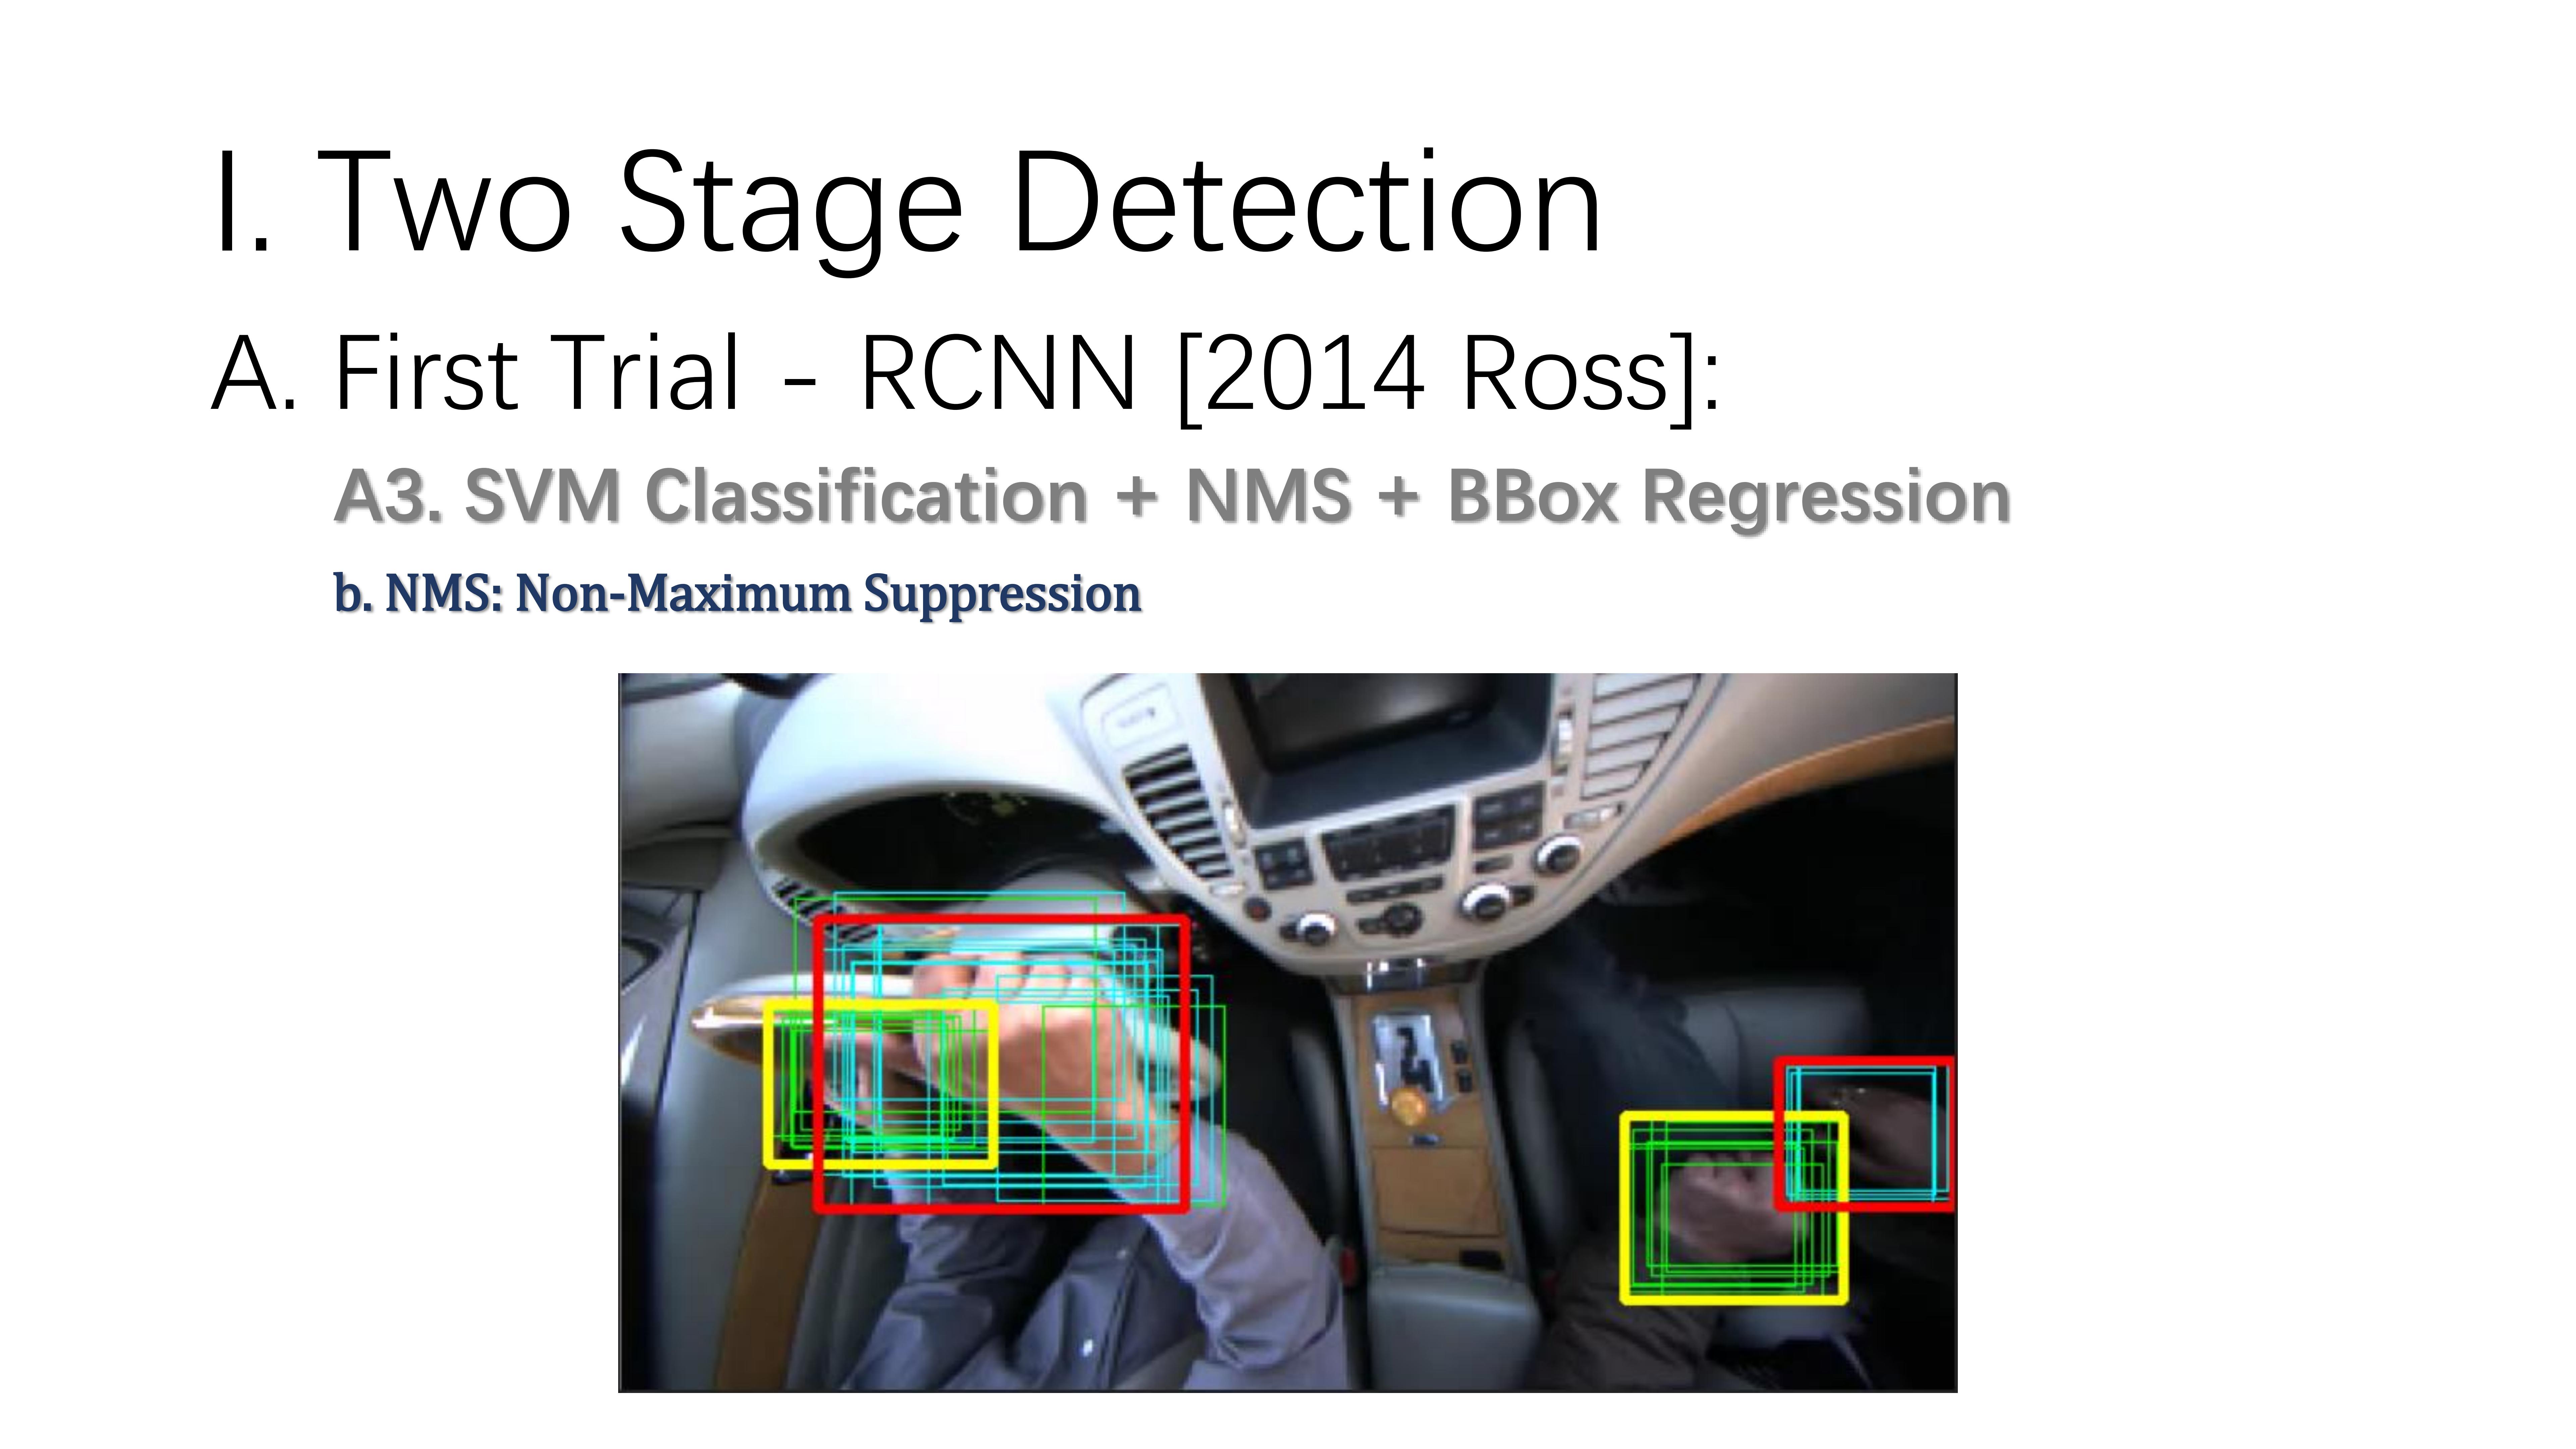 I. Two Stage Detection
A. First Trial - RCNN [2014 Ross]:
A3. SVM Classification + NMS + BBox Regression
b. NMS: Non-Maximum Suppression